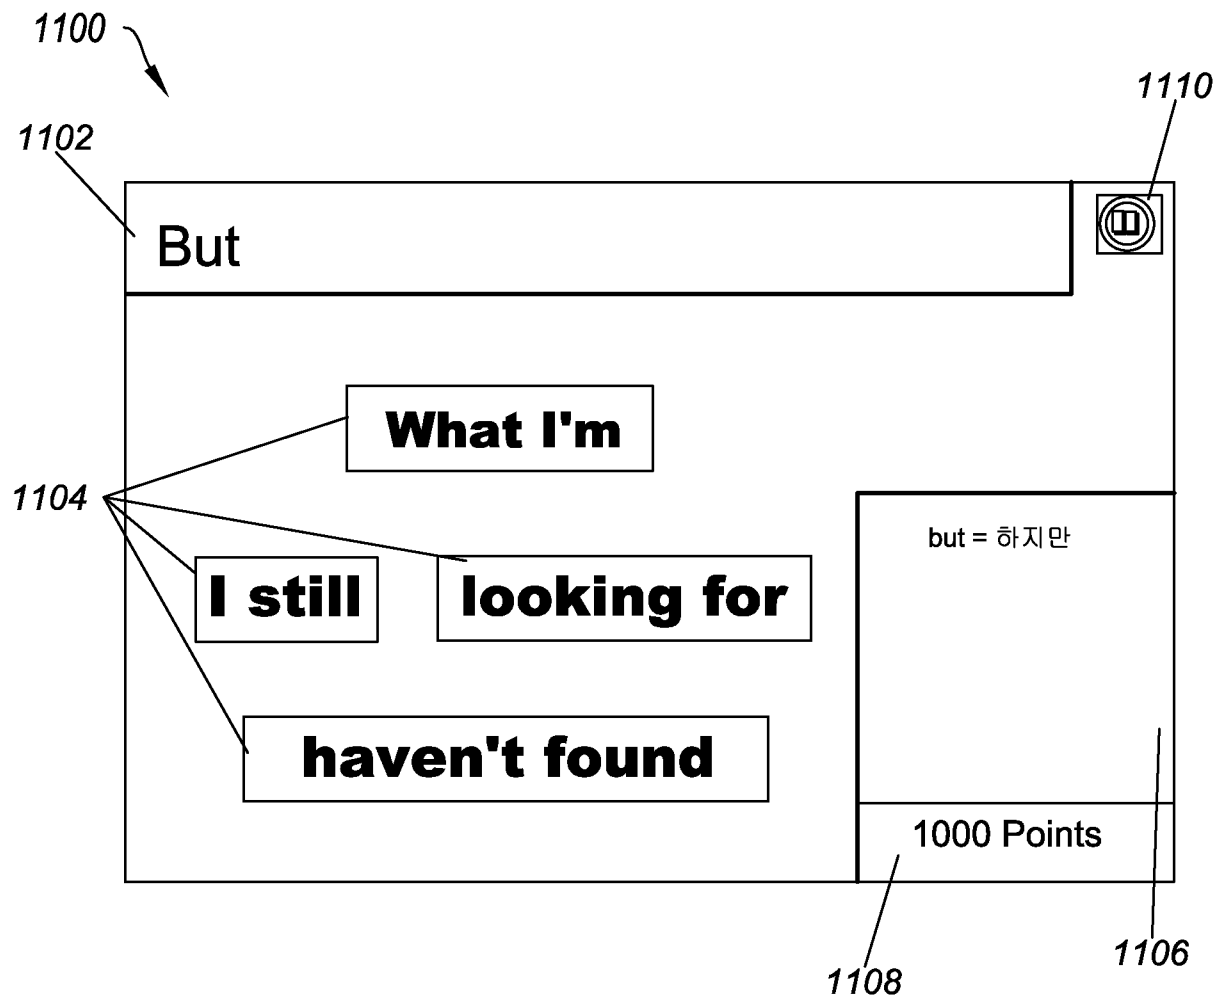 1100
1110
1102
But
What I'm
1104
but = 하지만
I still
looking for
haven't found
1000 Points
1106
1108